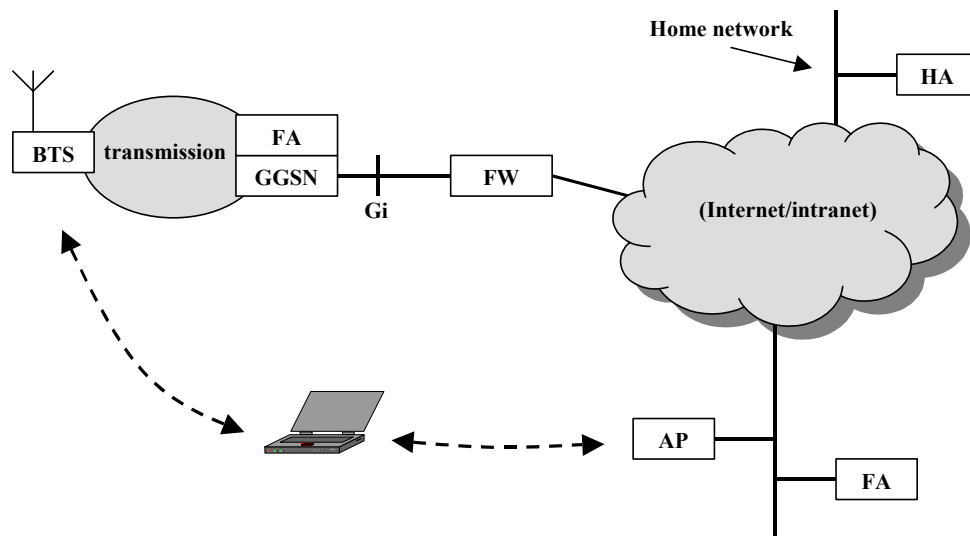 Home network
HA
BTS
transmission
FA
GGSN
Gi
FW
(Internet/intranet)
AP
FA